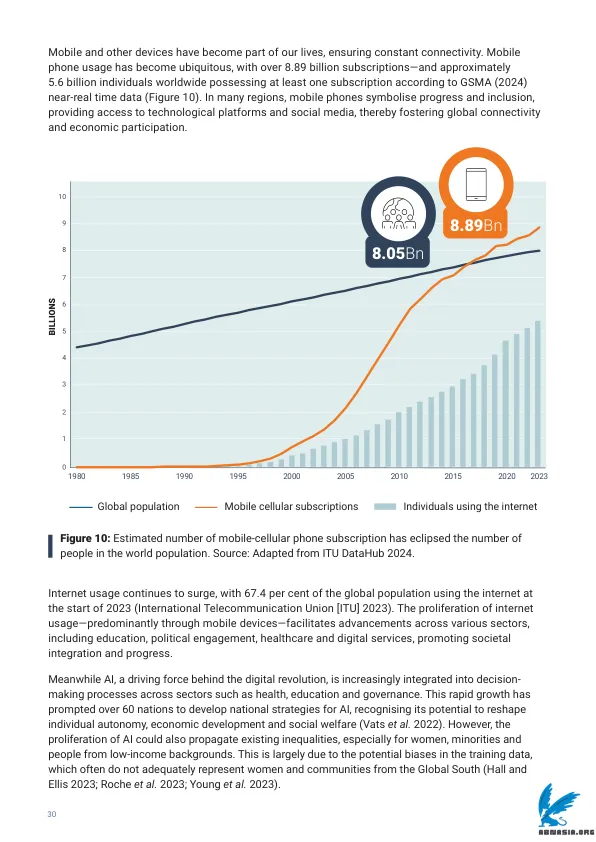 Mobile and other devices have become part of our lives, ensuring constant connectivity. Mobile
phone usage has become ubiquitous, with over 8.89 billion subscriptions—and approximately
5.6 billion individuals worldwide possessing at least one subscription according to GSMA (2024)
near-real time data (Figure 10). In many regions, mobile phones symbolise progress and inclusion,
providing access to technological platforms and social media, thereby fostering global connectivity
and economic participation.
8.89Bn
8.05Bn
BILLIONS
10
9
8
7
6
5
4
3
2
1
0
1980 1985 1990 1995 2000 2005 2010 2015 2020 2023
Global population Mobile cellular subscriptions Individuals using the internet
Figure 10: Estimated number of mobile-cellular phone subscription has eclipsed the number of
people in the world population. Source: Adapted from ITU DataHub 2024.
Internet usage continues to surge, with 67.4 per cent of the global population using the internet at
the start of 2023 (International Telecommunication Union [ITU] 2023). The proliferation of internet
usage—predominantly through mobile devices—facilitates advancements across various sectors,
including education, political engagement, healthcare and digital services, promoting societal
integration and progress.
Meanwhile AI, a driving force behind the digital revolution, is increasingly integrated into decision-
making processes across sectors such as health, education and governance. This rapid growth has
prompted over 60 nations to develop national strategies for AI, recognising its potential to reshape
individual autonomy, economic development and social welfare (Vats et al. 2022). However, the
proliferation of AI could also propagate existing inequalities, especially for women, minorities and
people from low-income backgrounds. This is largely due to the potential biases in the training data,
which often do not adequately represent women and communities from the Global South (Hall and
Ellis 2023; Roche et al. 2023; Young et al. 2023).
30
ABNASIA.ORG